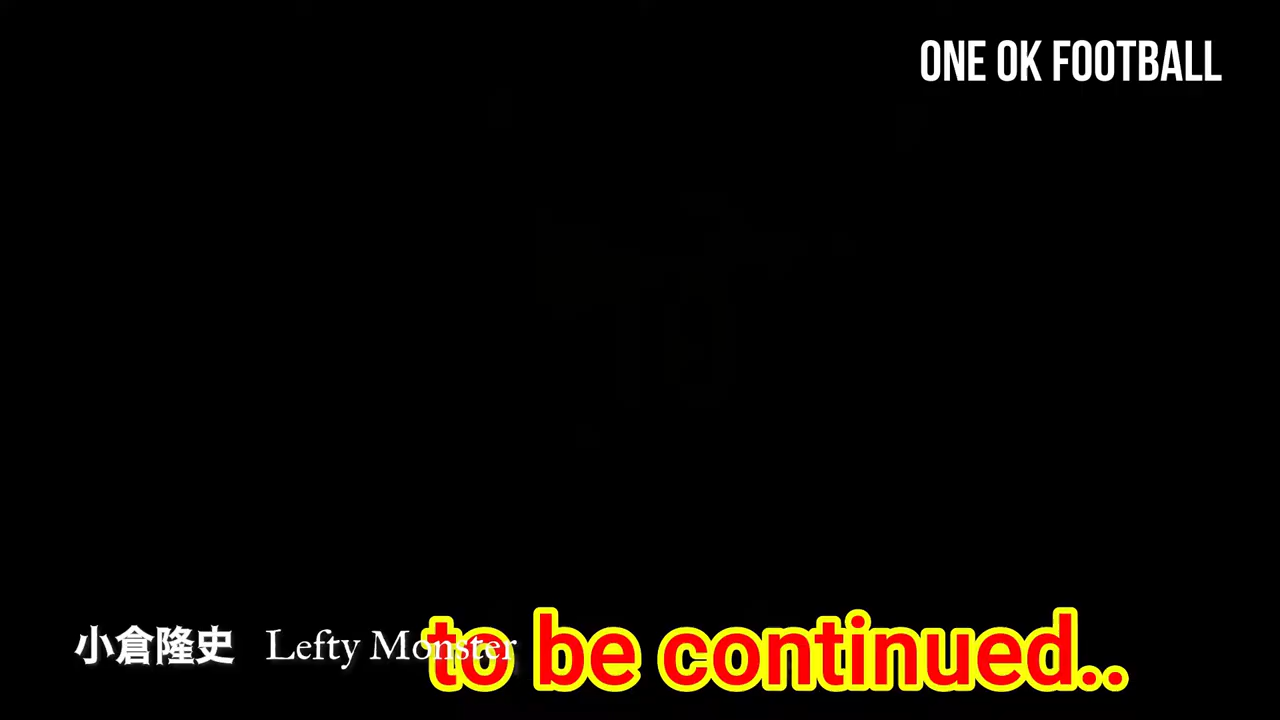 ONE OK FOOTBALL
小倉隆史 Lefty Monster
to be continued..